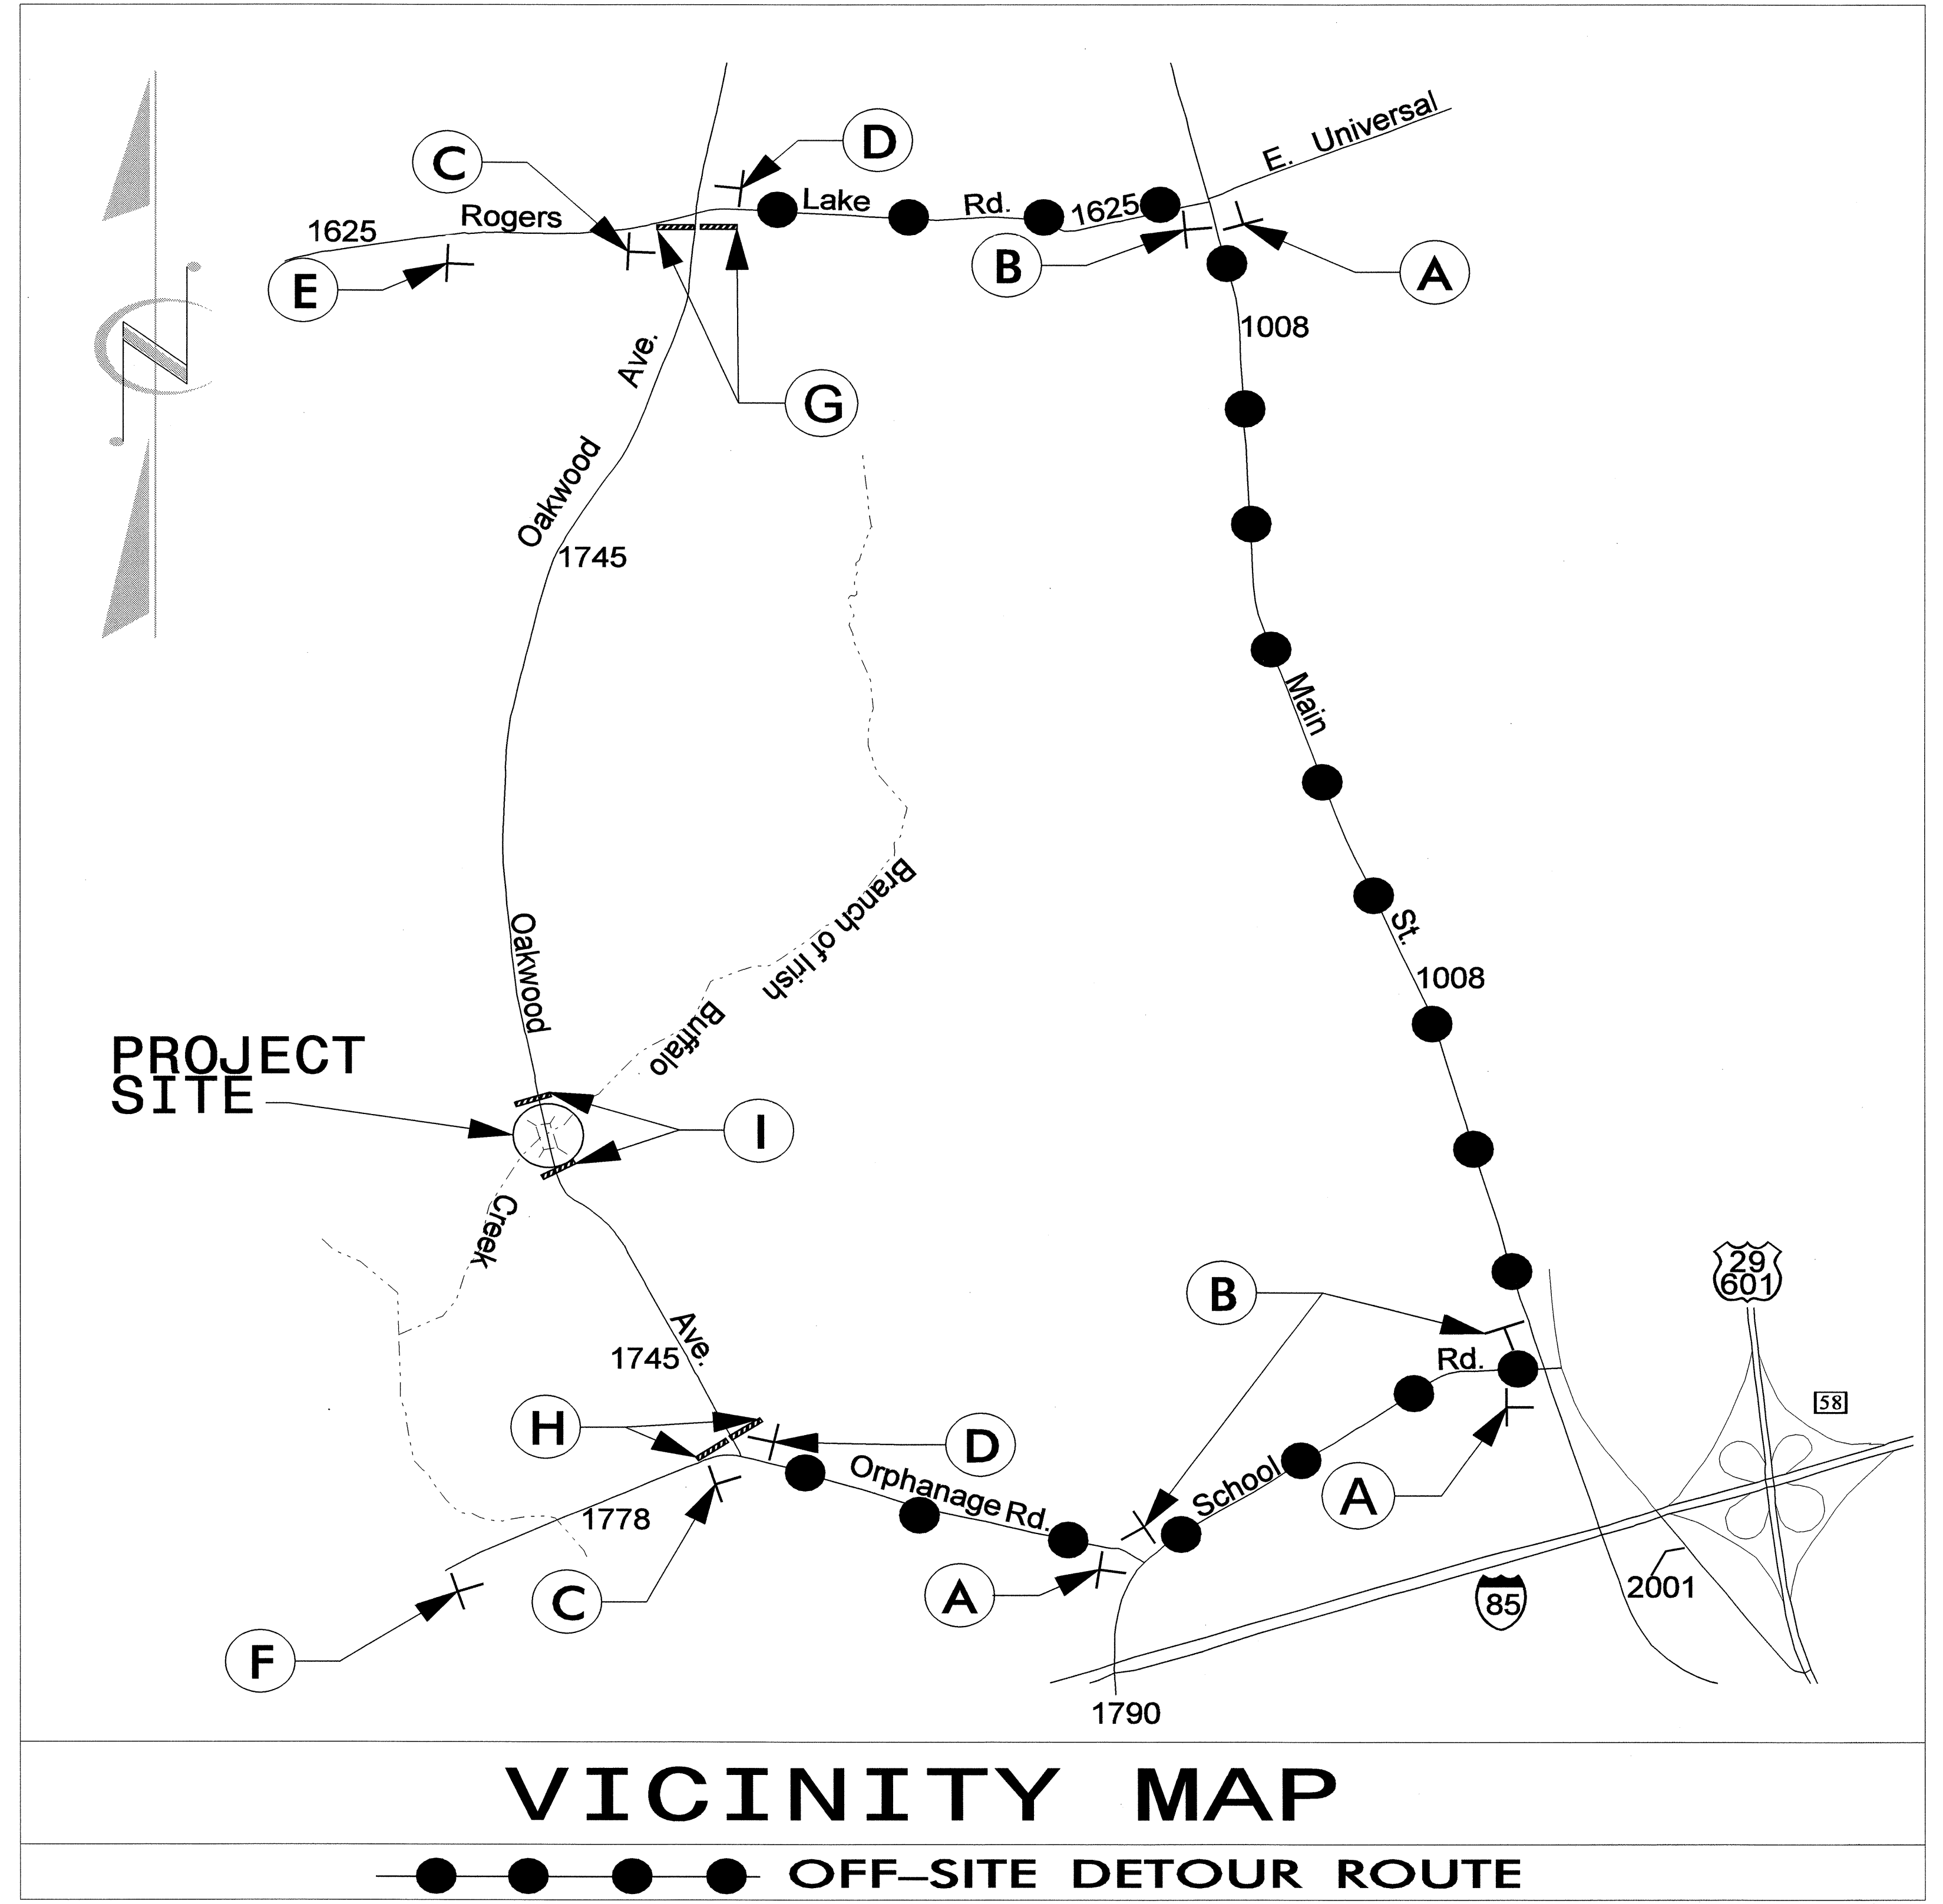 E. Universal
C
D
Lake
Rd.
1625
Rogers
1625
B
A
E
1008
Ave.
G
Oakwood
1745
N
Main
Branch of Irish
St.
Oakwood
1008
Buffalo
PROJECT
SITE
I
Creek
29
601
B
Ave.
1745
Rd.
58
H
D
Orphanage Rd.
School
A
1778
C
A
85
2001
F
1790
VICINITY MAP
OFF-SITE DETOUR ROUTE